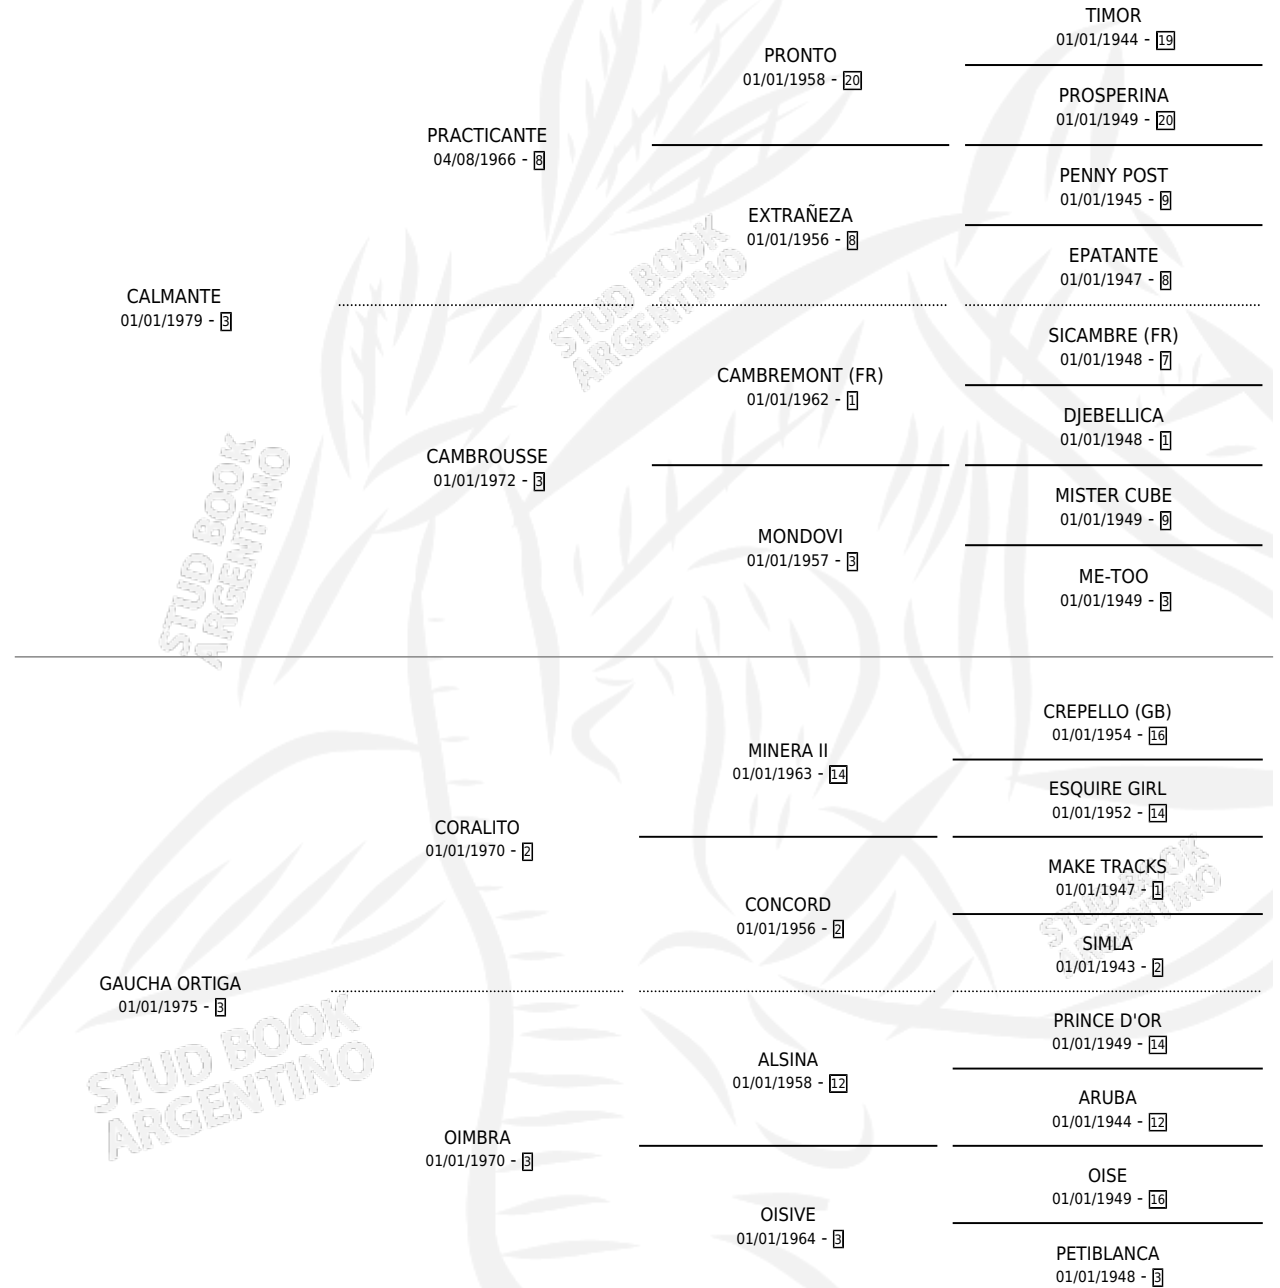 TIMOR
01/01/1944 - 19
PRONTO
01/01/1958 - 20
PROSPERINA
01/01/1949 - 20
PRACTICANTE
04/08/1966 - 8
PENNY POST
01/01/1945 - 9
EXTRAÑEZA
01/01/1956 - 8
EPATANTE
01/01/1947 - 8
CALMANTE
01/01/1979 - 3
SICAMBRE (FR)
01/01/1948 - 7
CAMBREMONT (FR)
01/01/1962 - 1
DJEBELLICA
01/01/1948 - 1
CAMBROUSSE
01/01/1972 - 3
MISTER CUBE
01/01/1949 - 9
MONDOVI
01/01/1957 - 3
ME-TOO
01/01/1949 - 3
STUD BOOK
ARGENTINO
STUD BOOK
ARGENTINO
CREPELLO (GB)
01/01/1954 - 16
MINERA II
01/01/1963 - 14
ESQUIRE GIRL
01/01/1952 - 14
CORALITO
01/01/1970 - 2
MAKE TRACKS
01/01/1947 - 1
CONCORD
01/01/1956 - 2
SIMLA
01/01/1943 - 2
GAUCHA ORTIGA
01/01/1975 - 3
PRINCE D'OR
01/01/1949 - 14
ALSINA
01/01/1958 - 12
ARUBA
01/01/1944 - 12
OIMBRA
01/01/1970 - 3
OISE
01/01/1949 - 16
OISIVE
01/01/1964 - 3
PETIBLANCA
01/01/1948 - 3
STUD BOOK
ARGENTINO
STUD BOOK
ARGENTINO